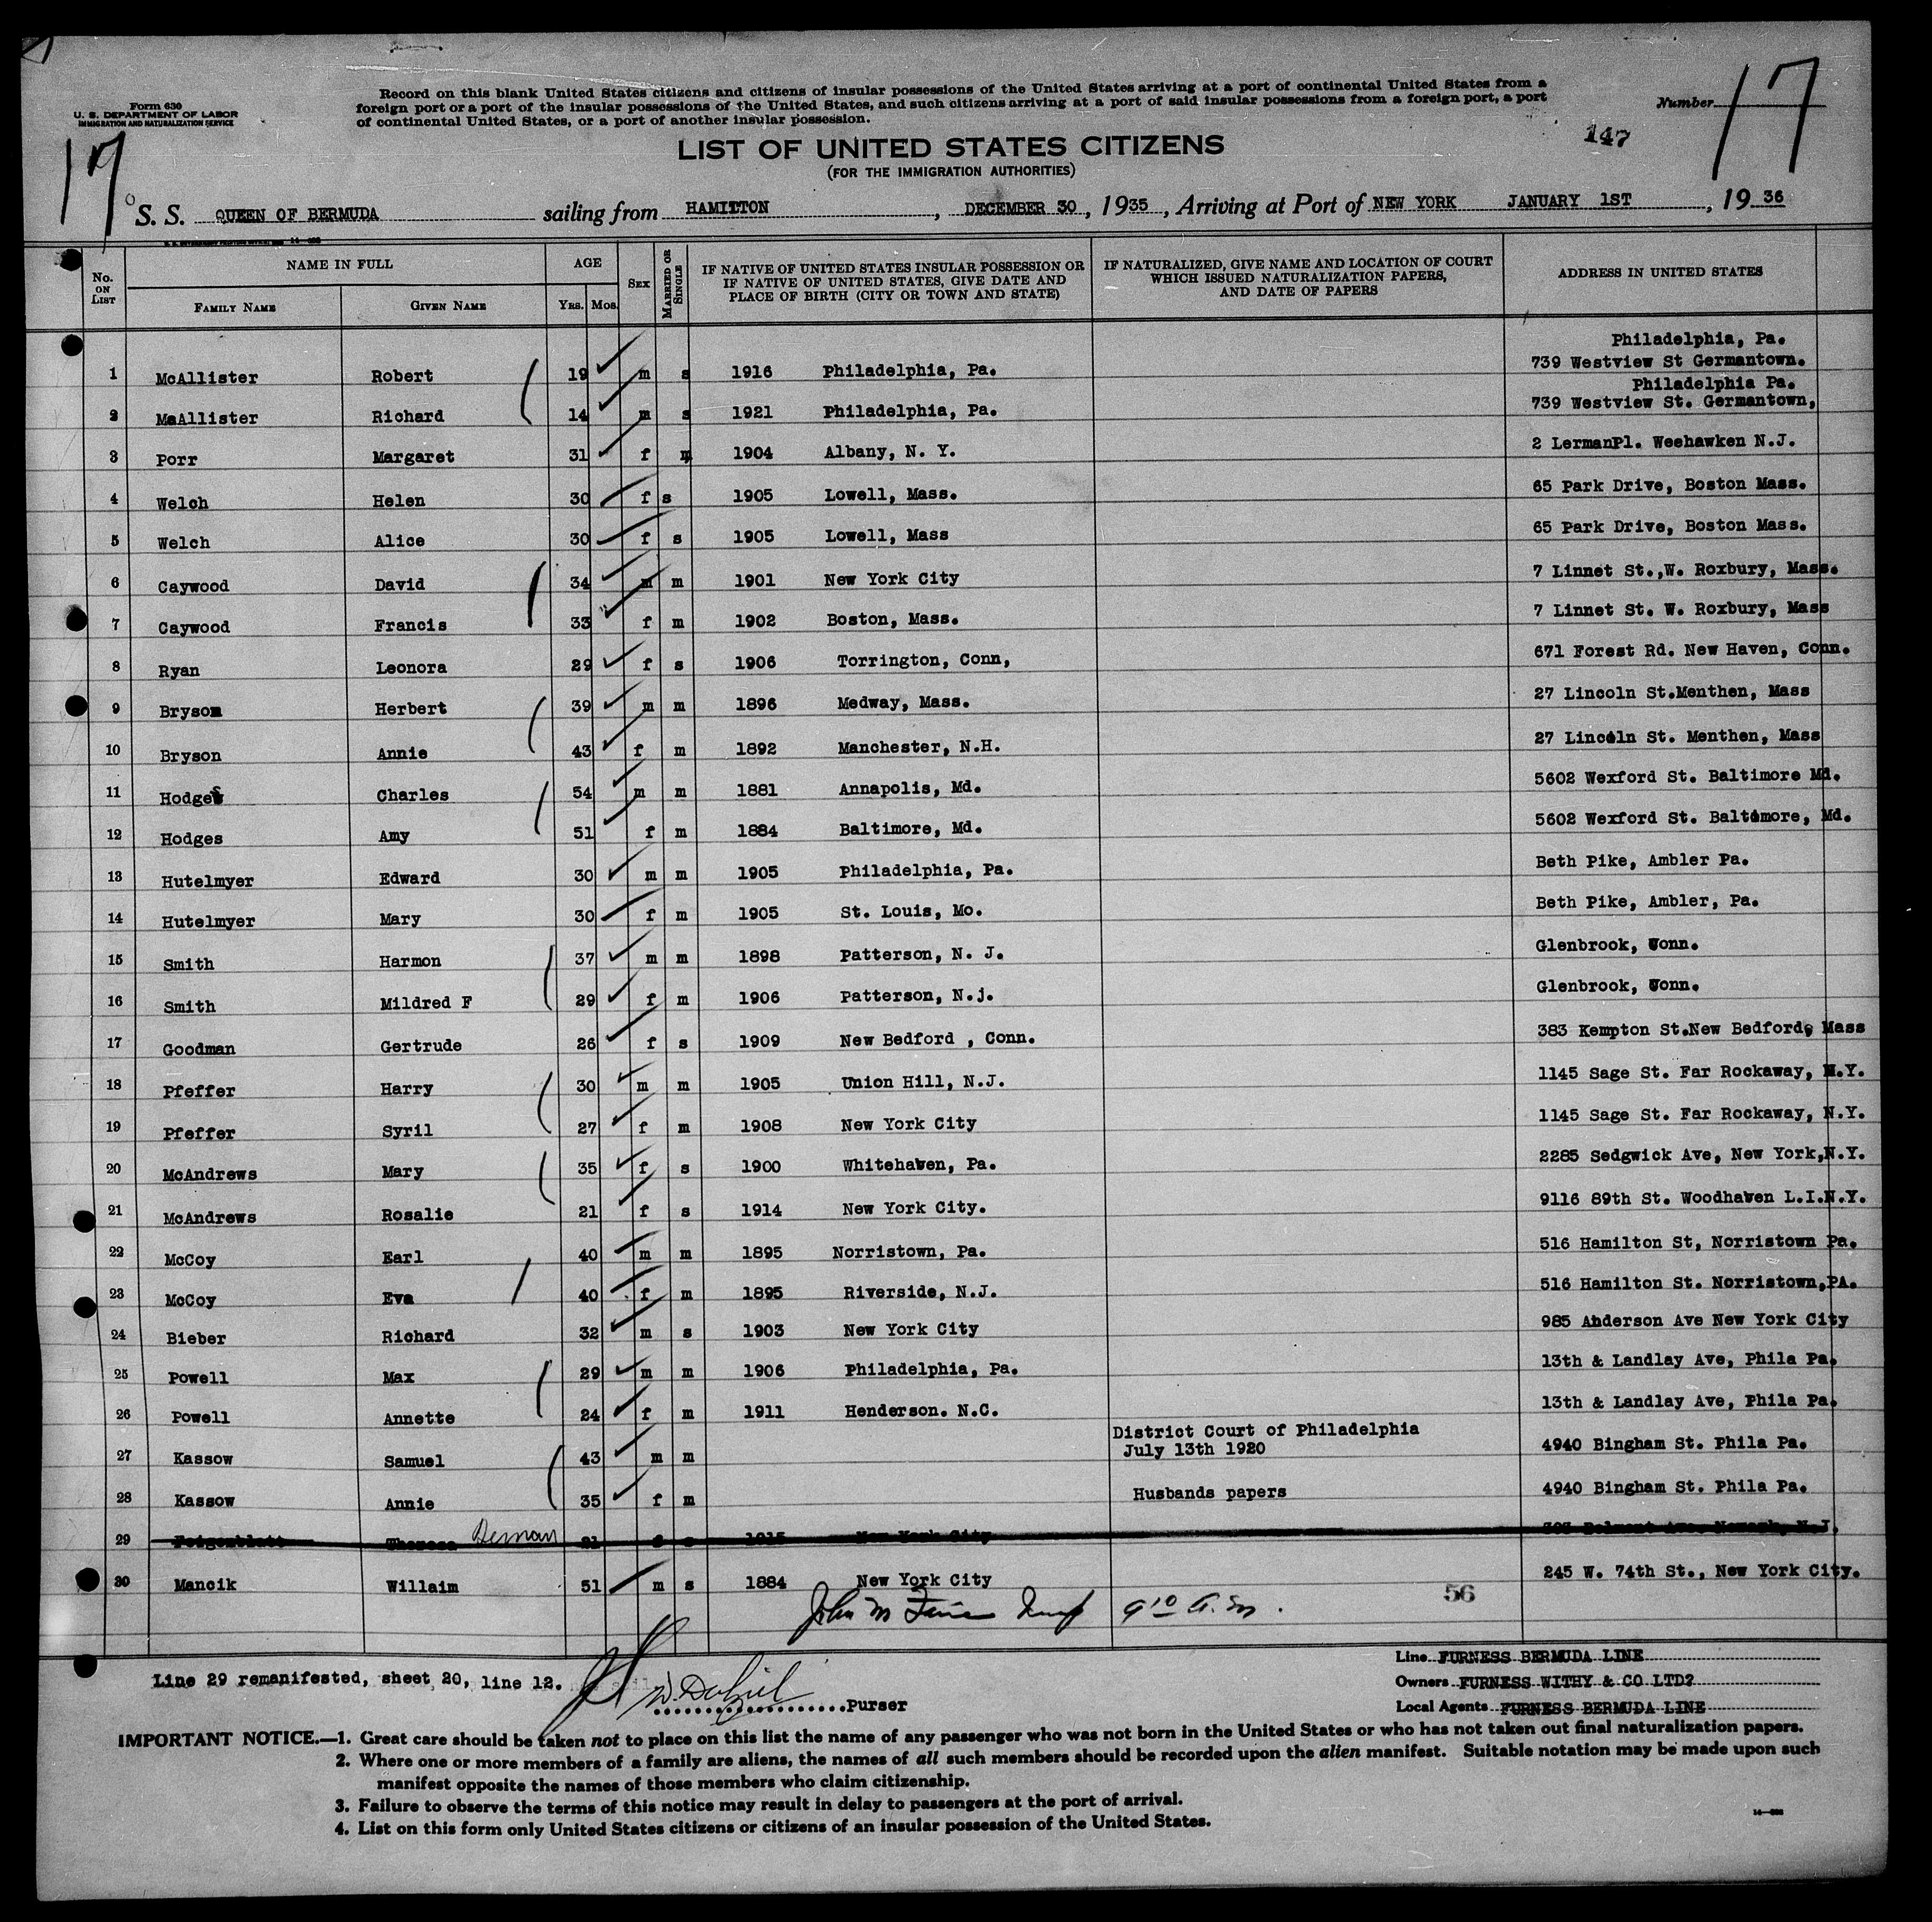 Form 630
U. S. DEPARTMENT OF LABOR
IMMIGRATION AND NATURALIZATION SERVICE
Record on this blank United States citizens and citizens of insular possessions of the United States arriving at a port of continental United States from a
foreign port or a port of the insular possessions of the United States, and such citizens arriving at a port of said insular possessions from a foreign port, a port
of continental United States, or a port of another insular possession.
Number 17
147
17
LIST OF UNITED STATES CITIZENS
(FOR THE IMMIGRATION AUTHORITIES)
S. S. QUEEN OF BERMUDA sailing from HAMILTON, DECEMBER 30, 1935, Arriving at Port of NEW YORK JANUARY 1ST, 19 36
No. ON LIST NAME IN FULL FAMILY NAME GIVEN NAME AGE YRS. MOS. SEX MARRIED OR SINGLE IF NATIVE OF UNITED STATES INSULAR POSSESSION OR IF NATIVE OF UNITED STATES, GIVE DATE AND PLACE OF BIRTH (CITY OR TOWN AND STATE) IF NATURALIZED, GIVE NAME AND LOCATION OF COURT WHICH ISSUED NATURALIZATION PAPERS, AND DATE OF PAPERS ADDRESS IN UNITED STATES
Philadelphia, Pa.
1 McAllister Robert 19 m s 1916 Philadelphia, Pa. 739 Westview St Germantown.
Philadelphia Pa.
2 McAllister Richard 14 m s 1921 Philadelphia, Pa. 739 Westview St. Germantown,
3 Porr Margaret 31 f m 1904 Albany, N. Y. 2 LermanPl. Weehawken N.J.
4 Welch Helen 30 f s 1905 Lowell, Mass. 65 Park Drive, Boston Mass.
5 Welch Alice 30 f s 1905 Lowell, Mass 65 Park Drive, Boston Mass.
6 Caywood David 34 m m 1901 New York City 7 Linnet St.,W. Roxbury, Mass.
7 Caywood Francis 33 f m 1902 Boston, Mass. 7 Linnet St. W. Roxbury, Mass
8 Ryan Leonora 29 f s 1906 Torrington, Conn, 671 Forest Rd. New Haven, Conn.
9 Bryson Herbert 39 m m 1896 Medway, Mass. 27 Lincoln St.Menthen, Mass
10 Bryson Annie 43 f m 1892 Manchester, N.H. 27 Lincoln St. Menthen, Mass
11 Hodges Charles 54 m m 1881 Annapolis, Md. 5602 Wexford St. Baltimore Md.
12 Hodges Amy 51 f m 1884 Baltimore, Md. 5602 Wexford St. Baltimore, Md.
13 Hutelmyer Edward 30 m m 1905 Philadelphia, Pa. Beth Pike, Ambler Pa.
14 Hutelmyer Mary 30 f m 1905 St. Louis, Mo. Beth Pike, Ambler, Pa.
15 Smith Harmon 37 m m 1898 Patterson, N. J. Glenbrook, Conn.
16 Smith Mildred F 29 f m 1906 Patterson, N.j. Glenbrook, Conn.
17 Goodman Gertrude 26 f s 1909 New Bedford , Conn. 383 Kempton St.New Bedford, Mass
18 Pfeffer Harry 30 m m 1905 Union Hill, N.J. 1145 Sage St. Far Rockaway, N.Y.
19 Pfeffer Syril 27 f m 1908 New York City 1145 Sage St. Far Rockaway, N.Y.
20 McAndrews Mary 35 f s 1900 Whitehaven, Pa. 2285 Sedgwick Ave, New York,N.Y.
21 McAndrews Rosalie 21 f s 1914 New York City. 9116 89th St. Woodhaven L.I.N.Y.
22 McCoy Earl 40 m m 1895 Norristown, Pa. 516 Hamilton St, Norristown Pa.
23 McCoy Eva 40 f m 1895 Riverside, N.J. 516 Hamilton St. Norristown,PA.
24 Bieber Richard 32 m s 1903 New York City 985 Anderson Ave New York City
25 Powell Max 29 m m 1906 Philadelphia, Pa. 13th & Landlay Ave, Phila Pa.
26 Powell Annette 24 f m 1911 Henderson. N.C. 13th & Landlay Ave, Phila Pa.
District Court of Philadelphia
27 Kassow Samuel 43 m m July 13th 1920 4940 Bingham St. Phila Pa.
28 Kassow Annie 35 f m Husbands papers 4940 Bingham St. Phila Pa.
29 Theresa 21 f s 1915 New York City Belmont Ave. Newark, N.J.
30 Mancik Willaim 51 m s 1884 New York City 245 W. 74th St., New York City.
John M 9 10 A.M. 56
Line 29 remanifested, sheet 20, line 12.
Purser
Line FURNESS BERMUDA LINE
Owners FURNESS WITHY & CO LTD?
Local Agents FURNESS BERMUDA LINE
IMPORTANT NOTICE.—1. Great care should be taken not to place on this list the name of any passenger who was not born in the United States or who has not taken out final naturalization papers.
2. Where one or more members of a family are aliens, the names of all such members should be recorded upon the alien manifest. Suitable notation may be made upon such
manifest opposite the names of those members who claim citizenship.
3. Failure to observe the terms of this notice may result in delay to passengers at the port of arrival.
4. List on this form only United States citizens or citizens of an insular possession of the United States.